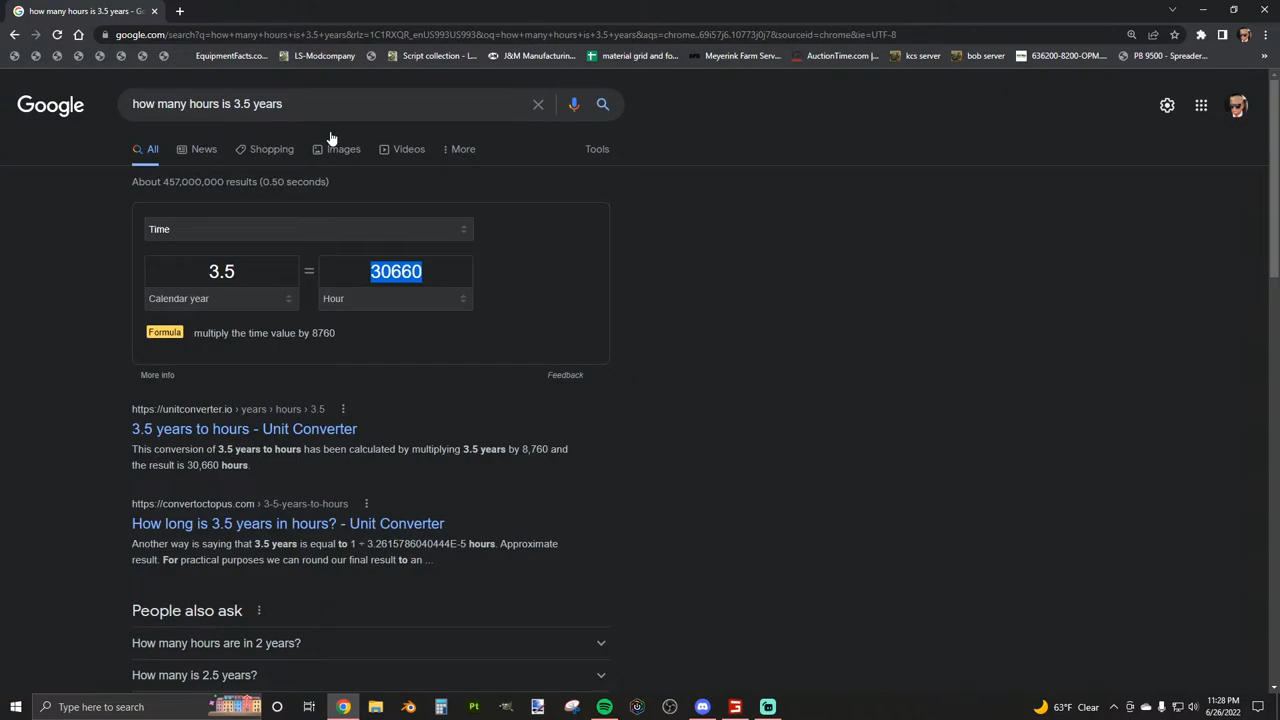 how many hours is 3.5 years - Go
google.com/search?q=how+many+hours+is+3.5+years&rlz=1C1RXQR_enUS993US993&oq=how+many+hours+is+3.5+years&aqs=chrome..69i57j6.10773j0j7&sourceid=chrome&ie=UTF-8
EquipmentFacts.co...
LS-Modcompany
Script collection - L...
J&M Manufacturin...
material grid and fo...
Meyerink Farm Serv...
AuctionTime.com |...
kcs server
bob server
636200-8200-OPM...
PB 9500 - Spreader...
Google
how many hours is 3.5 years
All
News
Shopping
Images
Videos
More
Tools
About 457,000,000 results (0.50 seconds)
Time
3.5 = 30660
Calendar year
Hour
Formula multiply the time value by 8760
More info
Feedback
https://unitconverter.io › years › hours › 3.5
3.5 years to hours - Unit Converter
This conversion of 3.5 years to hours has been calculated by multiplying 3.5 years by 8,760 and
the result is 30,660 hours.
https://convertoctopus.com › 3-5-years-to-hours
How long is 3.5 years in hours? - Unit Converter
Another way is saying that 3.5 years is equal to 1 ÷ 3.2615786040444E-5 hours. Approximate
result. For practical purposes we can round our final result to an ...
People also ask
How many hours are in 2 years?
How many is 2.5 years?
Type here to search
Pt
63°F Clear
11:28 PM
6/26/2022